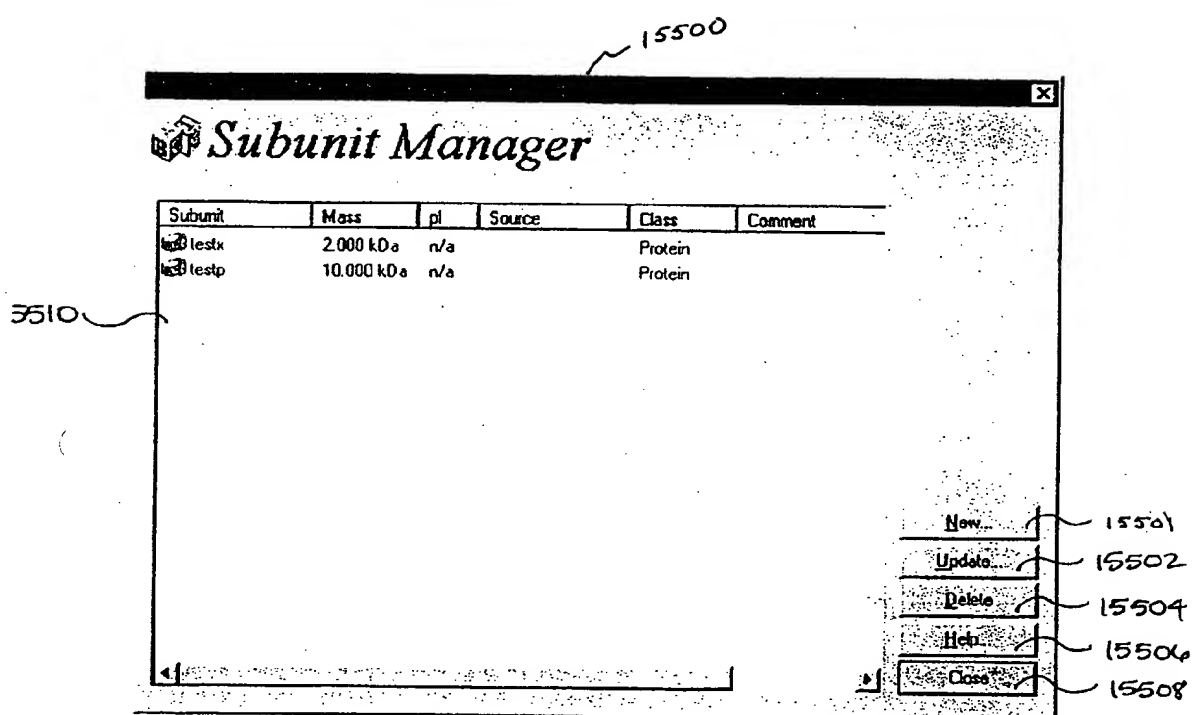 15500
Subunit Manager
Subunit Mass pI Source Class Comment
testx 2.000 kDa n/a Protein
testp 10.000 kDa n/a Protein
3510
New... 15501
Update... 15502
Delete 15504
Help... 15506
Close 15508